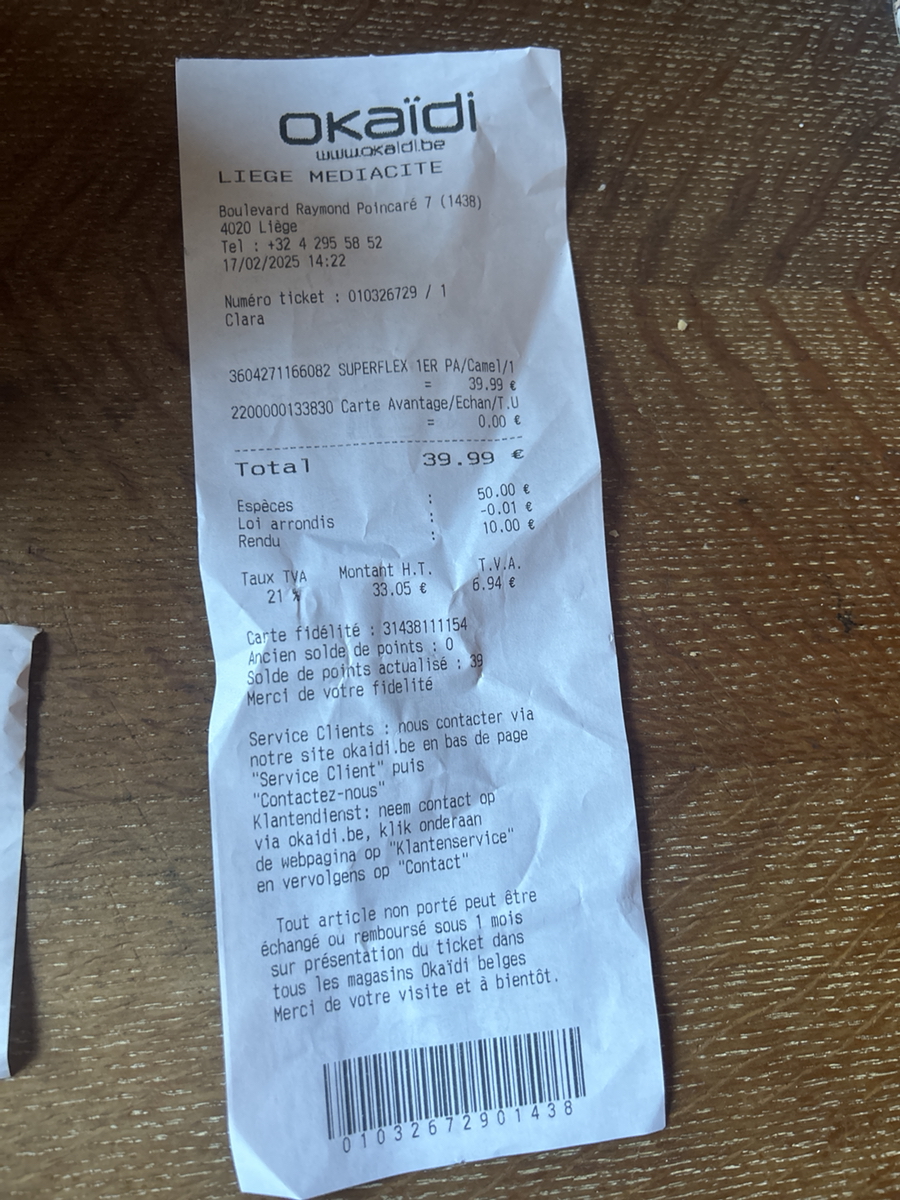 okaïdi
www.okaidi.be
LIEGE MEDIACITE
Boulevard Raymond Poincaré 7 (1438)
4020 Liège
Tel : +32 4 295 58 52
17/02/2025 14:22
Numéro ticket : 010326729 / 1
Clara
3604271166082 SUPERFLEX 1ER PA/Camel/1
= 39.99 €
2200000133830 Carte Avantage/Echan/T.U
= 0.00 €
Total 39.99 €
Espèces : 50.00 €
Loi arrondis : -0.01 €
Rendu : 10.00 €
Taux TVA Montant H.T. T.V.A.
21 % 33.05 € 6.94 €
Carte fidélité : 31438111154
Ancien solde de points : 0
Solde de points actualisé : 39
Merci de votre fidelité
Service Clients : nous contacter via
notre site okaidi.be en bas de page
"Service Client" puis
"Contactez-nous"
Klantendienst: neem contact op
via okaidi.be, klik onderaan
de webpagina op "Klantenservice"
en vervolgens op "Contact"
Tout article non porté peut être
échangé ou remboursé sous 1 mois
sur présentation du ticket dans
tous les magasins Okaïdi belges
Merci de votre visite et à bientôt.
01032672901438